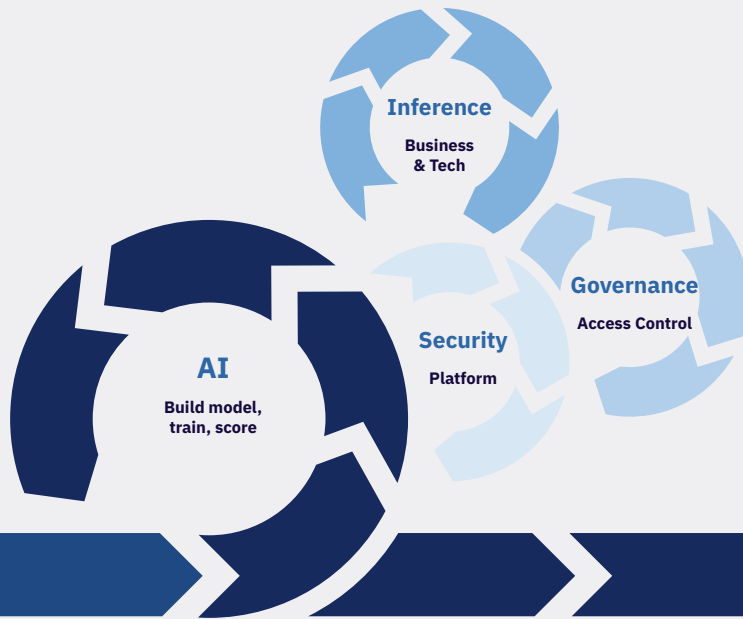 Inference
Business
& Tech
Governance
Access Control
Security
Platform
AI
Build model,
train, score